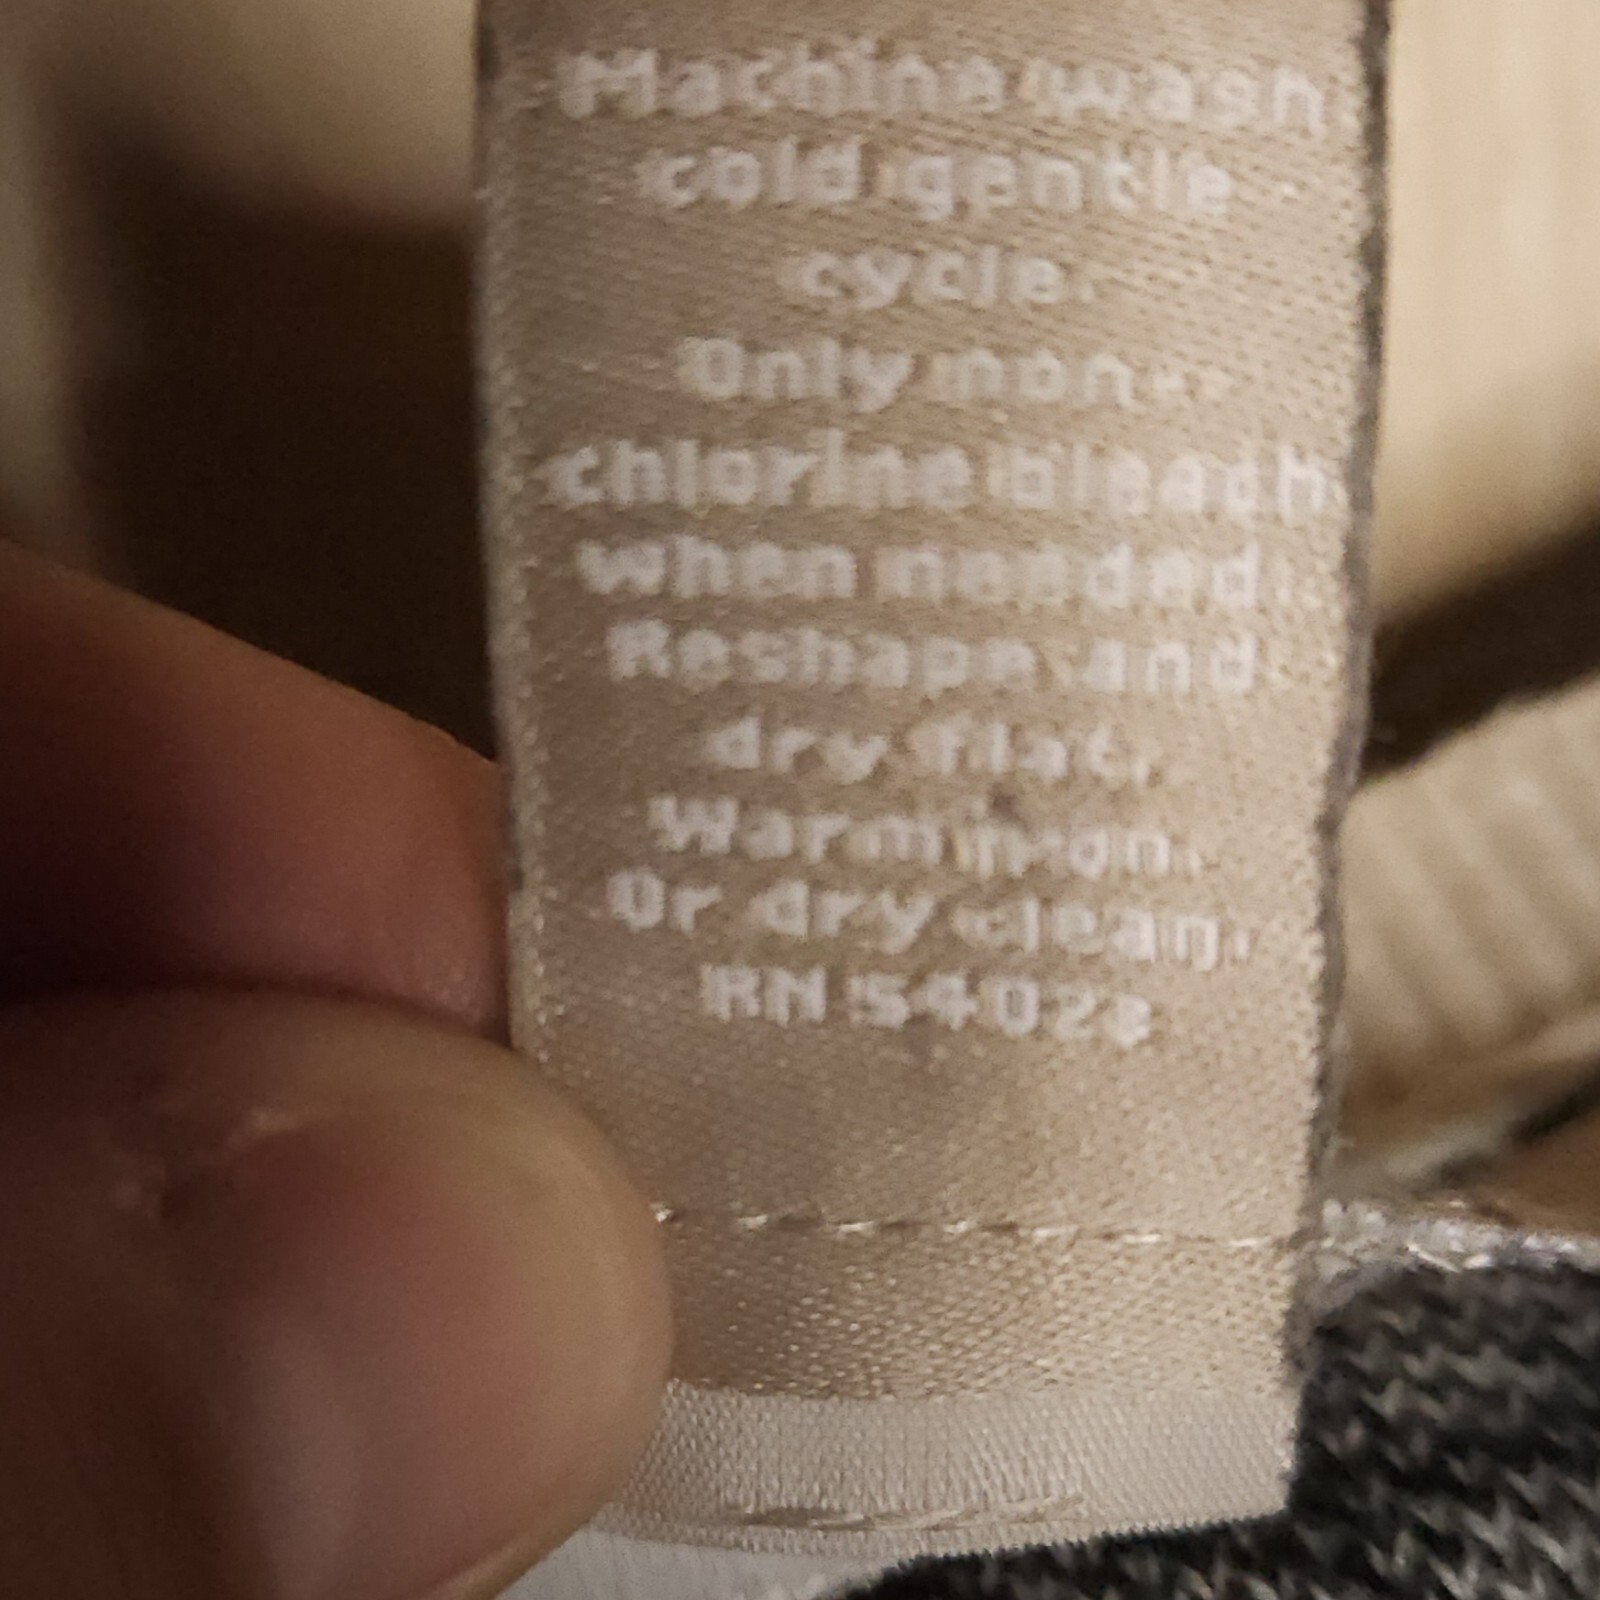 Machine wash
cold gentle
cycle.
Only non-
chlorine bleach
when needed.
Reshape and
dry flat.
Warm iron.
Or dry clean.
RN 54023